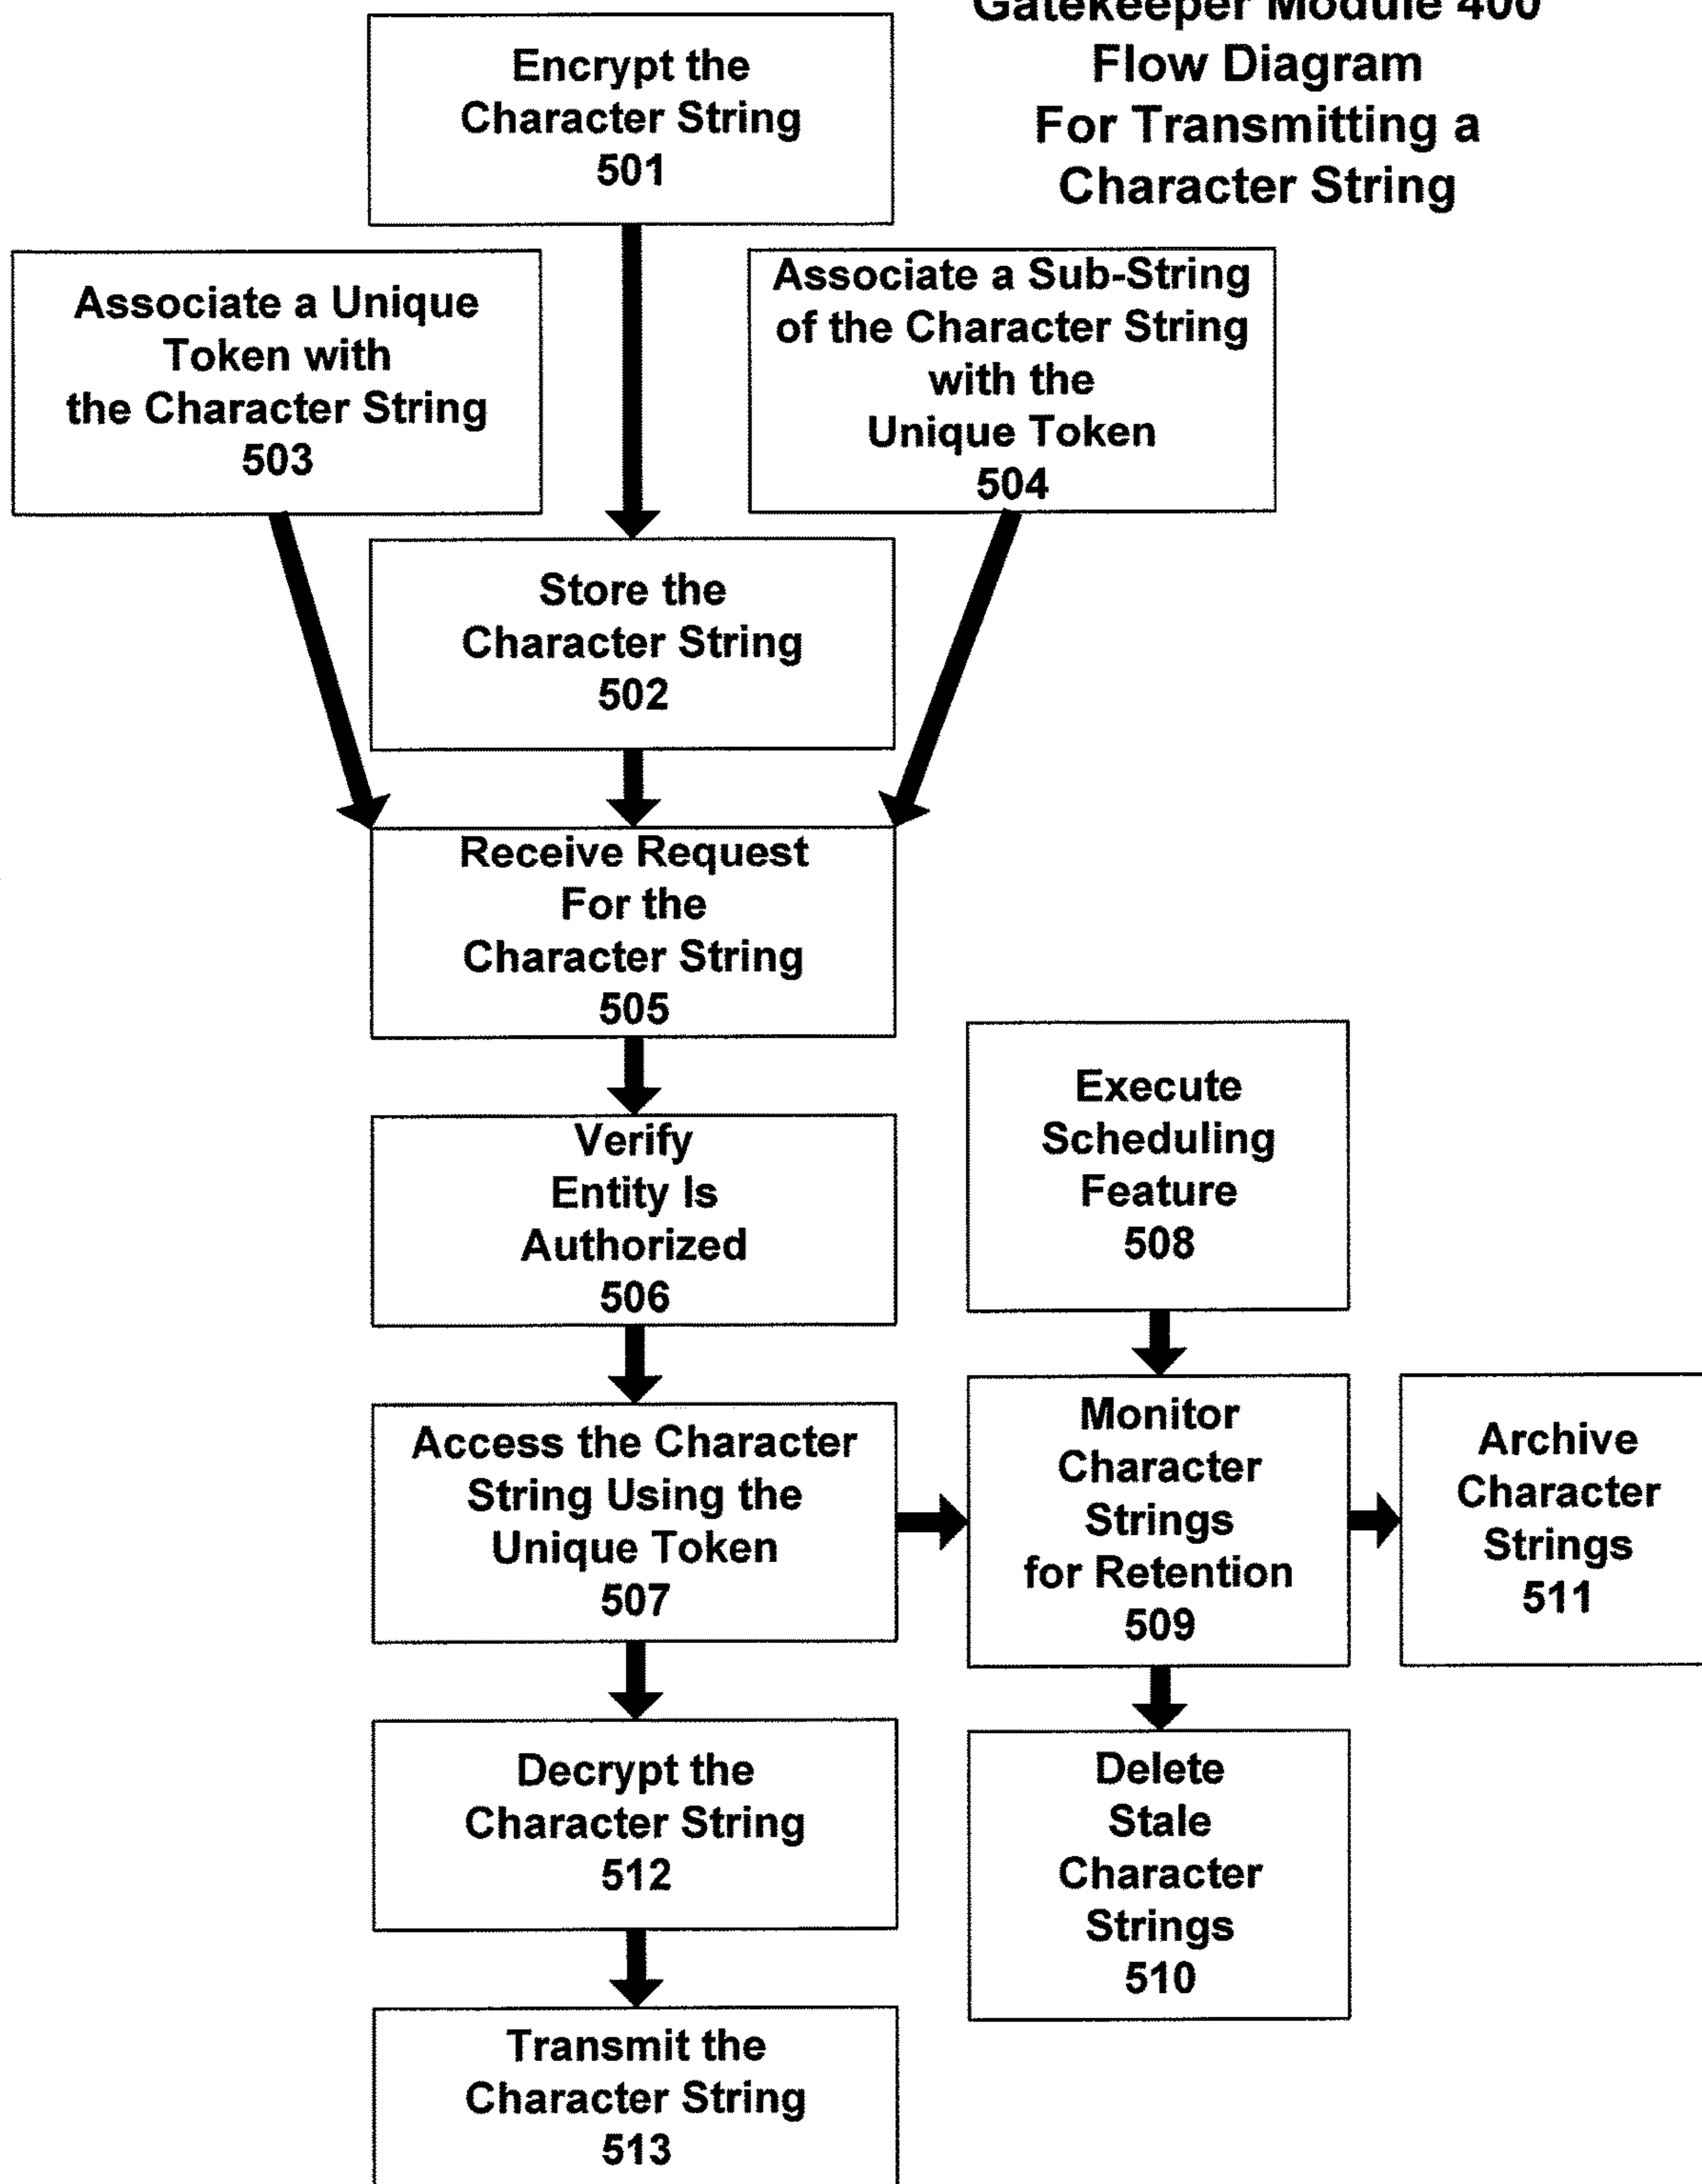 Gatekeeper Module 400
Flow Diagram
For Transmitting a
Character String
Encrypt the
Character String
501
Associate a Unique
Token with
the Character String
503
Associate a Sub-String
of the Character String
with the
Unique Token
504
Store the
Character String
502
Receive Request
For the
Character String
505
Verify
Entity Is
Authorized
506
Execute
Scheduling
Feature
508
Access the Character
String Using the
Unique Token
507
Monitor
Character
Strings
for Retention
509
Archive
Character
Strings
511
Decrypt the
Character String
512
Delete
Stale
Character
Strings
510
Transmit the
Character String
513